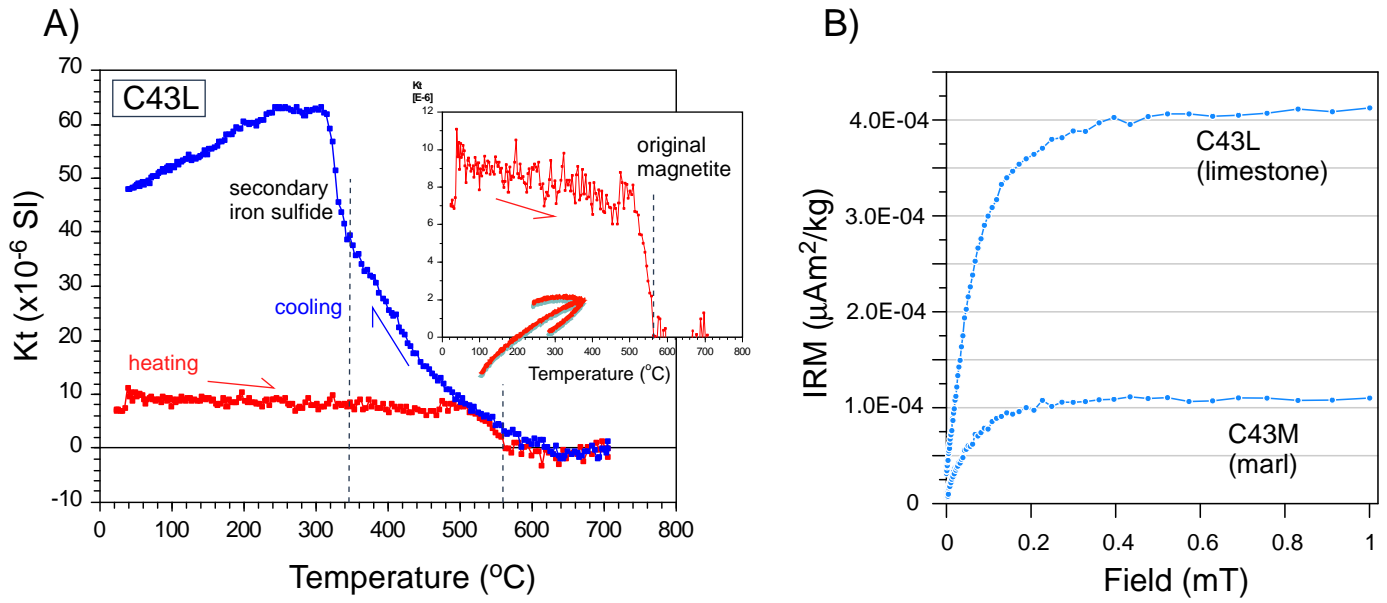 A)
B)
C43L
Kt (x10-6 SI)
70
60
50
40
30
20
10
0
-10
0
100
200
300
400
500
600
700
800
Temperature (oC)
secondary
iron sulfide
cooling
heating
Kt
[E-6]
12
10
8
6
4
2
0
0
100
200
300
400
500
600
700
800
Temperature (oC)
original
magnetite
IRM (μAm2/kg)
4.0E-04
3.0E-04
2.0E-04
1.0E-04
0
0
0.2
0.4
0.6
0.8
1
Field (mT)
C43L
(limestone)
C43M
(marl)